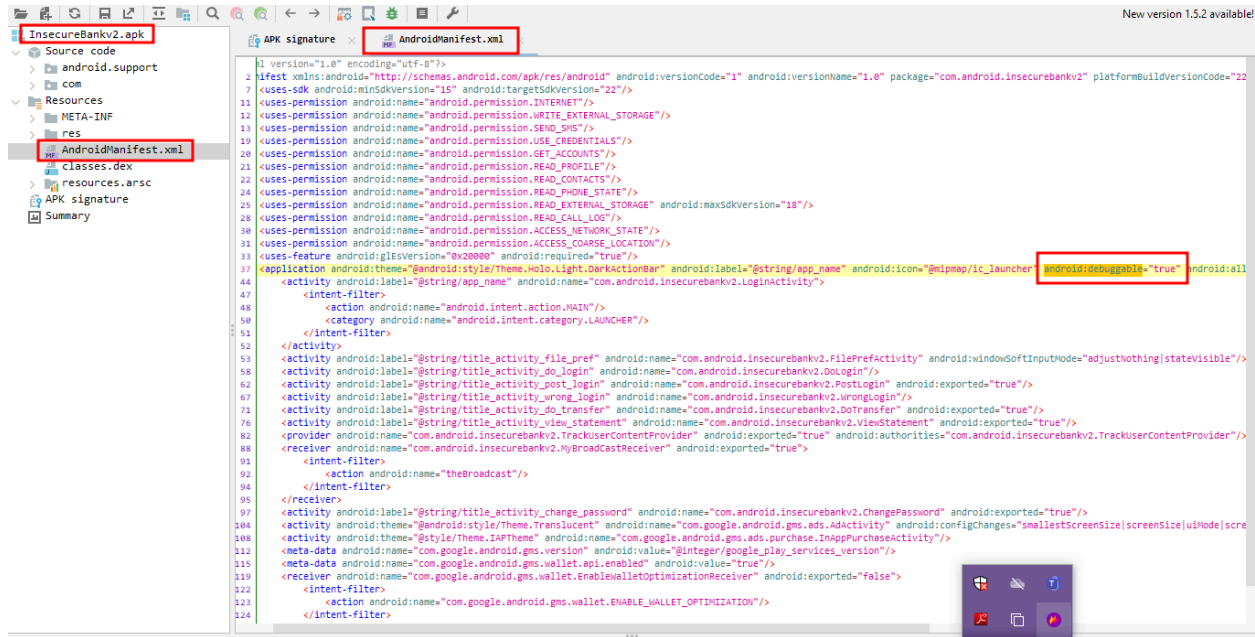 New version 1.5.2 available!
InsecureBankv2.apk
Source code
android.support
com
Resources
META-INF
res
AndroidManifest.xml
classes.dex
resources.arsc
APK signature
Summary
APK signature
AndroidManifest.xml
ml version="1.0" encoding="utf-8"?>
2 nifest xmlns:android="http://schemas.android.com/apk/res/android" android:versionCode="1" android:versionName="1.0" package="com.android.insecurebankv2" platformBuildVersionCode="22
7 <uses-sdk android:minSdkVersion="15" android:targetSdkVersion="22"/>
11 <uses-permission android:name="android.permission.INTERNET"/>
12 <uses-permission android:name="android.permission.WRITE_EXTERNAL_STORAGE"/>
13 <uses-permission android:name="android.permission.SEND_SMS"/>
19 <uses-permission android:name="android.permission.USE_CREDENTIALS"/>
20 <uses-permission android:name="android.permission.GET_ACCOUNTS"/>
21 <uses-permission android:name="android.permission.READ_PROFILE"/>
22 <uses-permission android:name="android.permission.READ_CONTACTS"/>
24 <uses-permission android:name="android.permission.READ_PHONE_STATE"/>
25 <uses-permission android:name="android.permission.READ_EXTERNAL_STORAGE" android:maxSdkVersion="18"/>
28 <uses-permission android:name="android.permission.READ_CALL_LOG"/>
30 <uses-permission android:name="android.permission.ACCESS_NETWORK_STATE"/>
31 <uses-permission android:name="android.permission.ACCESS_COARSE_LOCATION"/>
33 <uses-feature android:glEsVersion="0x20000" android:required="true"/>
37 <application android:theme="@android:style/Theme.Holo.Light.DarkActionBar" android:label="@string/app_name" android:icon="@mipmap/ic_launcher" android:debuggable="true" android:all
44 <activity android:label="@string/app_name" android:name="com.android.insecurebankv2.LoginActivity">
47 <intent-filter>
48 <action android:name="android.intent.action.MAIN"/>
50 <category android:name="android.intent.category.LAUNCHER"/>
51 </intent-filter>
52 </activity>
53 <activity android:label="@string/title_activity_file_pref" android:name="com.android.insecurebankv2.FilePrefActivity" android:windowSoftInputMode="adjustNothing|stateVisible"/>
58 <activity android:label="@string/title_activity_do_login" android:name="com.android.insecurebankv2.DoLogin"/>
62 <activity android:label="@string/title_activity_post_login" android:name="com.android.insecurebankv2.PostLogin" android:exported="true"/>
67 <activity android:label="@string/title_activity_wrong_login" android:name="com.android.insecurebankv2.WrongLogin"/>
71 <activity android:label="@string/title_activity_do_transfer" android:name="com.android.insecurebankv2.DoTransfer" android:exported="true"/>
76 <activity android:label="@string/title_activity_view_statement" android:name="com.android.insecurebankv2.ViewStatement" android:exported="true"/>
82 <provider android:name="com.android.insecurebankv2.TrackUserContentProvider" android:exported="true" android:authorities="com.android.insecurebankv2.TrackUserContentProvider"/>
88 <receiver android:name="com.android.insecurebankv2.MyBroadCastReceiver" android:exported="true">
91 <intent-filter>
92 <action android:name="theBroadcast"/>
94 </intent-filter>
95 </receiver>
97 <activity android:label="@string/title_activity_change_password" android:name="com.android.insecurebankv2.ChangePassword" android:exported="true"/>
104 <activity android:theme="@android:style/Theme.Translucent" android:name="com.google.android.gms.ads.AdActivity" android:configChanges="smallestScreenSize|screenSize|uiMode|scre
108 <activity android:theme="@style/Theme.IAPTheme" android:name="com.google.android.gms.ads.purchase.InAppPurchaseActivity"/>
112 <meta-data android:name="com.google.android.gms.version" android:value="@integer/google_play_services_version"/>
115 <meta-data android:name="com.google.android.gms.wallet.api.enabled" android:value="true"/>
119 <receiver android:name="com.google.android.gms.wallet.EnableWalletOptimizationReceiver" android:exported="false">
122 <intent-filter>
123 <action android:name="com.google.android.gms.wallet.ENABLE_WALLET_OPTIMIZATION"/>
124 </intent-filter>